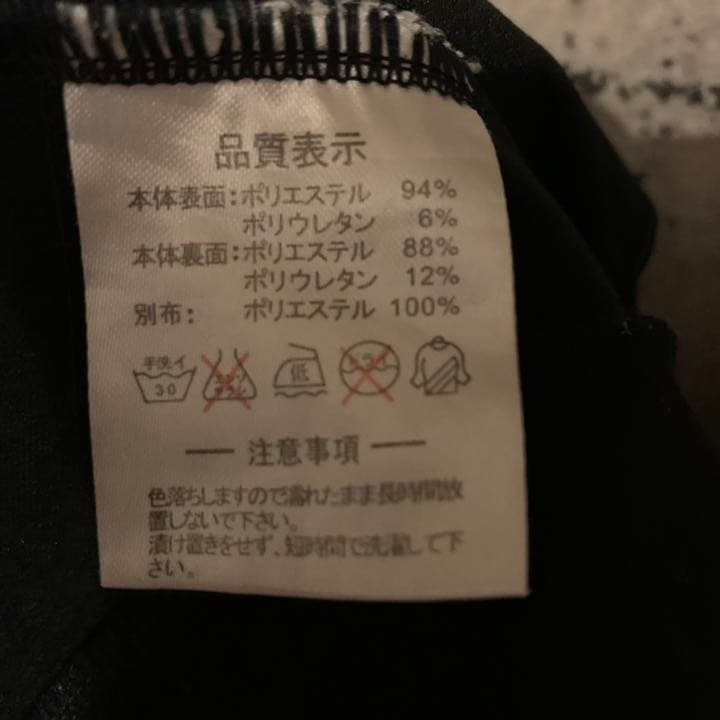 品質表示
本体表面:ポリエステル 94%
ポリウレタン 6%
本体裏面:ポリエステル 88%
ポリウレタン 12%
別布: ポリエステル 100%
手洗イ 30 低
注意事項
色落ちしますので濡れたまま長時間放
置しないで下さい。
漬け置きをせず、短時間で洗濯して下
さい。